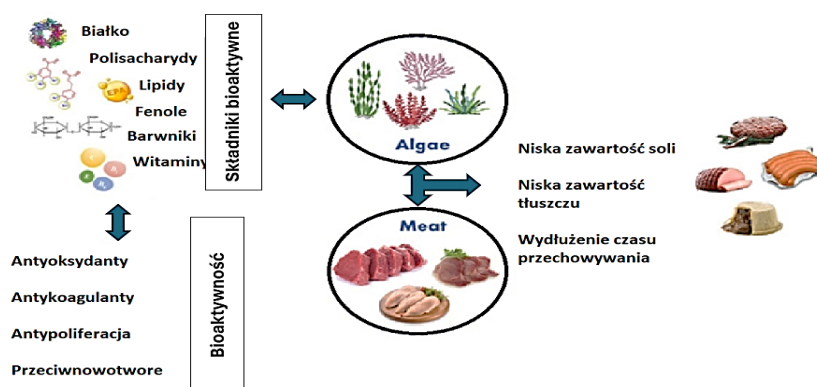 Białko
Polisacharydy
Lipidy
EPA
Fenole
Barwniki
Witaminy
Składniki bioaktywne
Algae
Meat
Niska zawartość soli
Niska zawartość
tłuszczu
Wydłużenie czasu
przechowywania
Antyoksydanty
Antykoagulanty
Antypoliferacja
Przeciwnowotwore
Bioaktywność